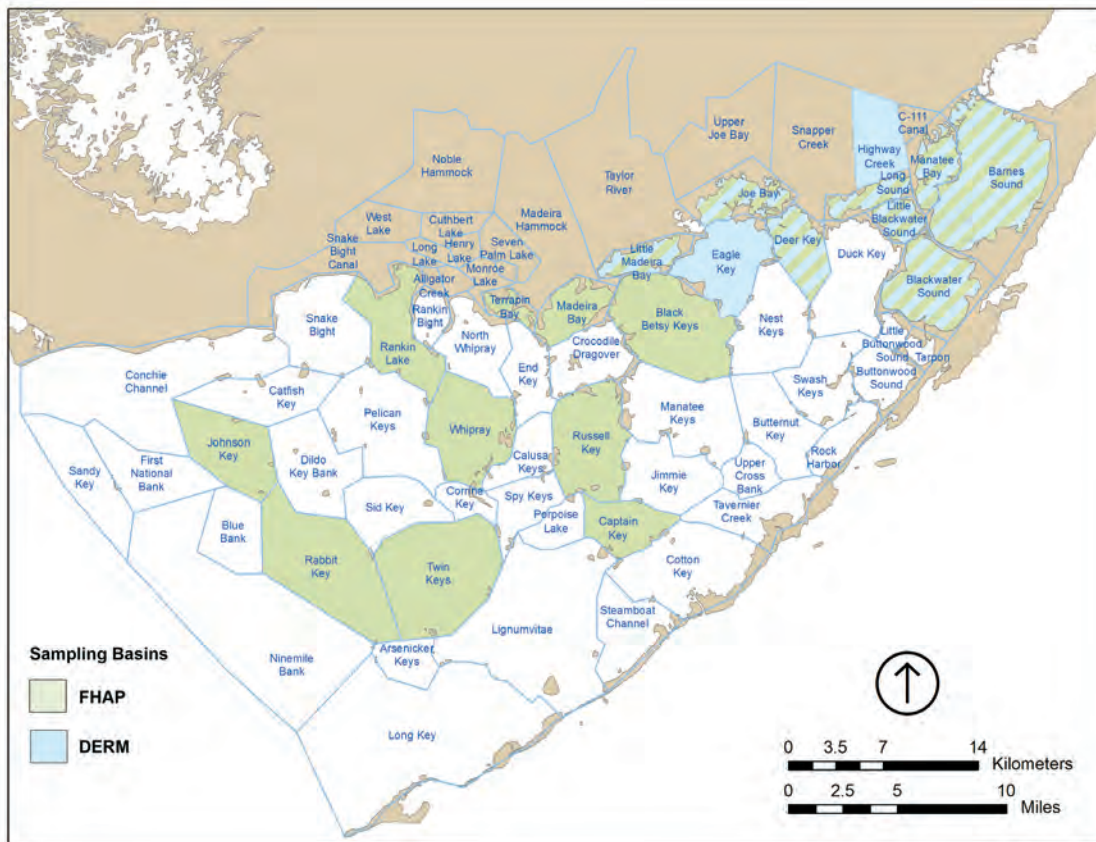 Noble
Hammock
Upper
Joe Bay
Snapper
Creek
C-111
Canal
Highway
Creek
Long
Sound
Manatee
Bay
Barnes
Sound
Taylor
River
Madeira
Hammock
West
Lake
Cuthbert
Lake
Long
Lake
Henry
Lake
Seven
Palm Lake
Monroe
Lake
Snake
Bight
Canal
Alligator
Creek
Rankin
Bight
Joe Bay
Little
Blackwater
Sound
Deer Key
Duck Key
Little
Madeira
Bay
Eagle
Key
Blackwater
Sound
Terrapin
Bay
Madeira
Bay
Black
Betsy Keys
Nest
Keys
Snake
Bight
Rankin
Lake
North
Whipray
End
Key
Crocodile
Dragover
Little
Buttonwood
Sound
Tarpon
Buttonwood
Sound
Conchie
Channel
Catfish
Key
Pelican
Keys
Whipray
Russell
Key
Manatee
Keys
Swash
Keys
Butternut
Key
Rock
Harbor
Johnson
Key
Dildo
Key Bank
Calusa
Keys
Jimmie
Key
Upper
Cross
Bank
Sandy
Key
First
National
Bank
Corrine
Key
Spy Keys
Porpoise
Lake
Captain
Key
Tavernier
Creek
Blue
Bank
Sid Key
Rabbit
Key
Twin
Keys
Cotton
Key
Steamboat
Channel
Lignumvitae
Arsenicker
Keys
Ninemile
Bank
Long Key
Sampling Basins
FHAP
DERM
0 3.5 7 14
Kilometers
0 2.5 5 10
Miles